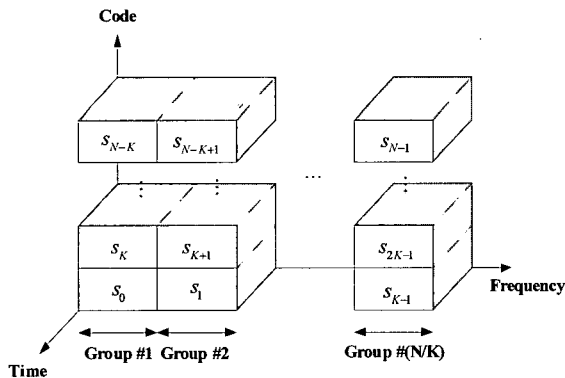 Code
S_{N-K} S_{N-K+1} S_{N-1}
...
S_K S_{K+1} S_{2K-1}
S_0 S_1 S_{K-1}
Frequency
Group #1 Group #2 Group #(N/K)
Time